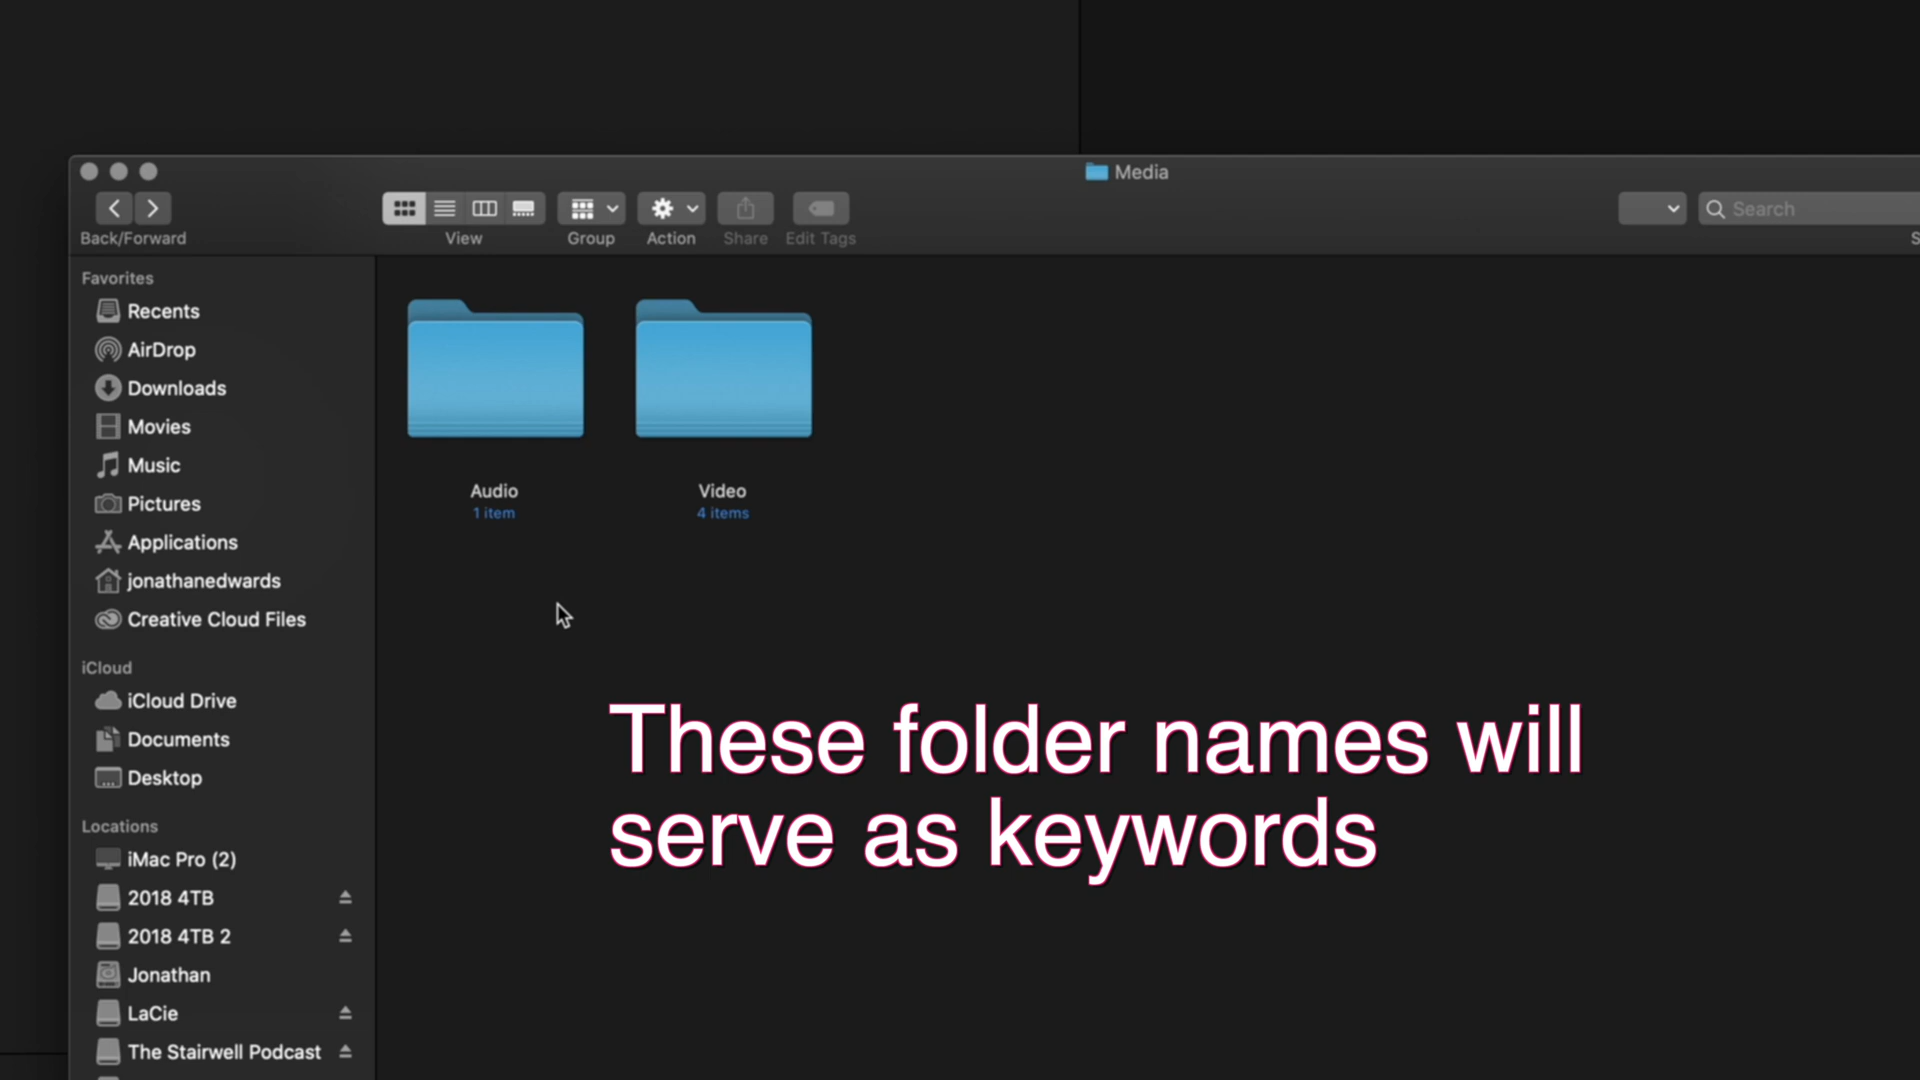 Media
Search
Back/Forward
View
Group
Action
Share
Edit Tags
Favorites
Recents
AirDrop
Downloads
Movies
Music
Pictures
Applications
jonathanedwards
Creative Cloud Files
iCloud
iCloud Drive
Documents
Desktop
Locations
iMac Pro (2)
2018 4TB
2018 4TB 2
Jonathan
LaCie
The Stairwell Podcast
Audio
1 item
Video
4 items
These folder names will
serve as keywords